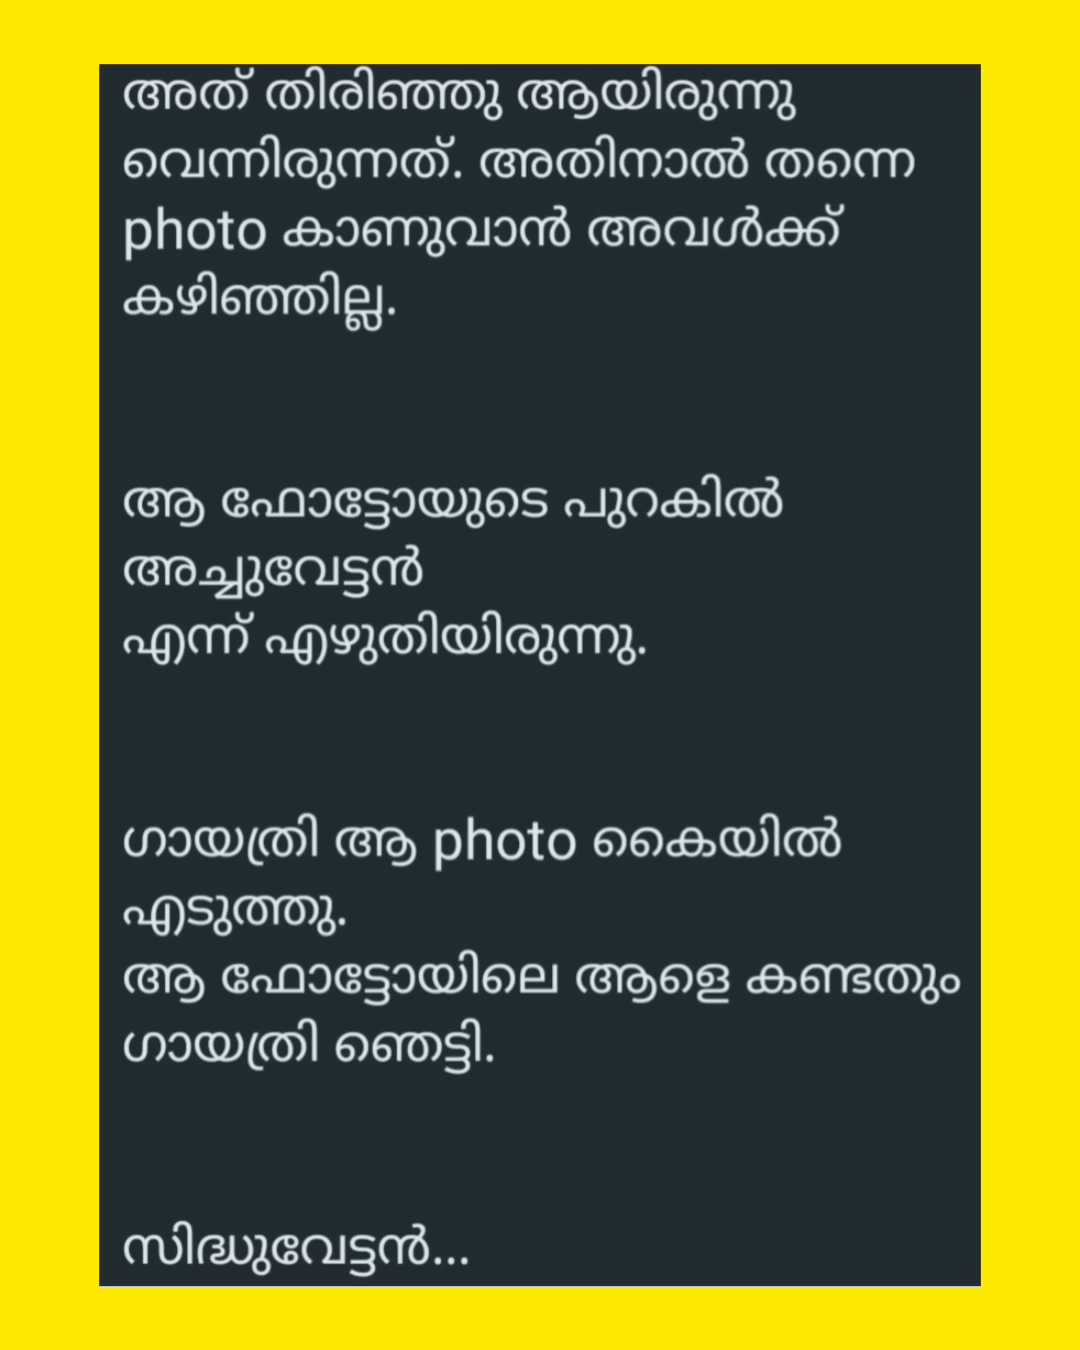 അത് തിരിഞ്ഞു ആയിരുന്നു
വെന്നിരുന്നത്. അതിനാൽ തന്നെ
photo കാണുവാൻ അവൾക്ക്
കഴിഞ്ഞില്ല.
ആ ഫോട്ടോയുടെ പുറകിൽ
അച്ചുവേട്ടൻ
എന്ന് എഴുതിയിരുന്നു.
ഗായത്രി ആ photo കൈയിൽ
എടുത്തു.
ആ ഫോട്ടോയിലെ ആളെ കണ്ടതും
ഗായത്രി ഞെട്ടി.
സിദ്ധുവേട്ടൻ...